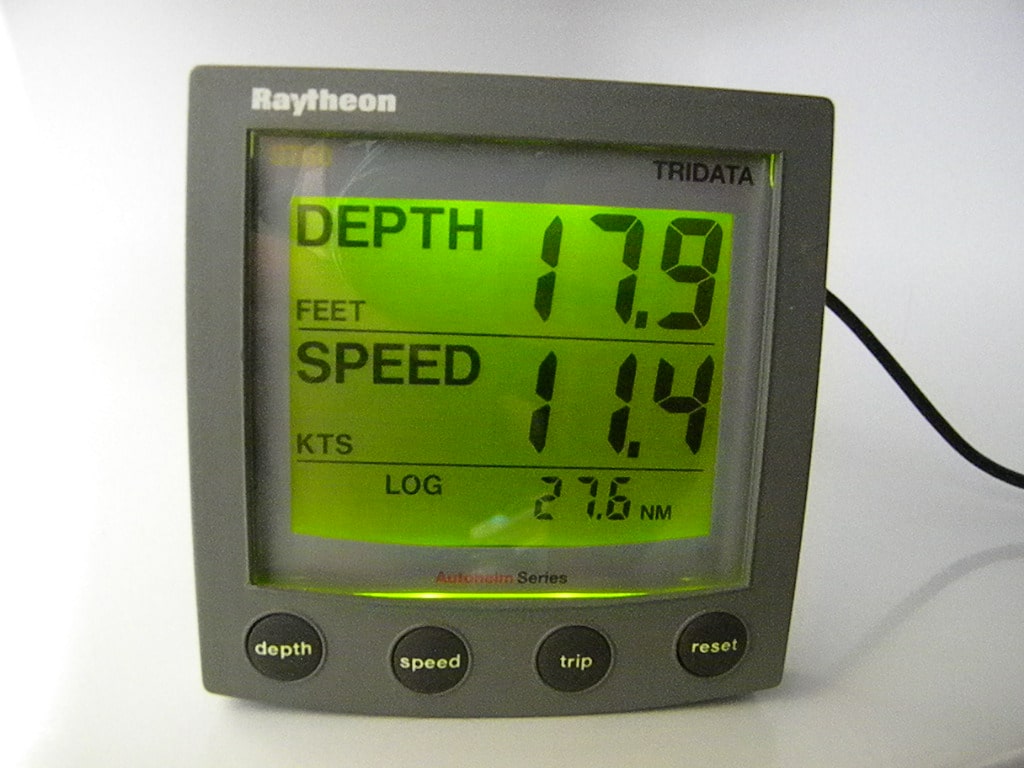 Raytheon
TRIDATA
DEPTH 17.9
FEET
SPEED 11.4
KTS
LOG 27.6 NM
Autohelm Series
depth speed trip reset